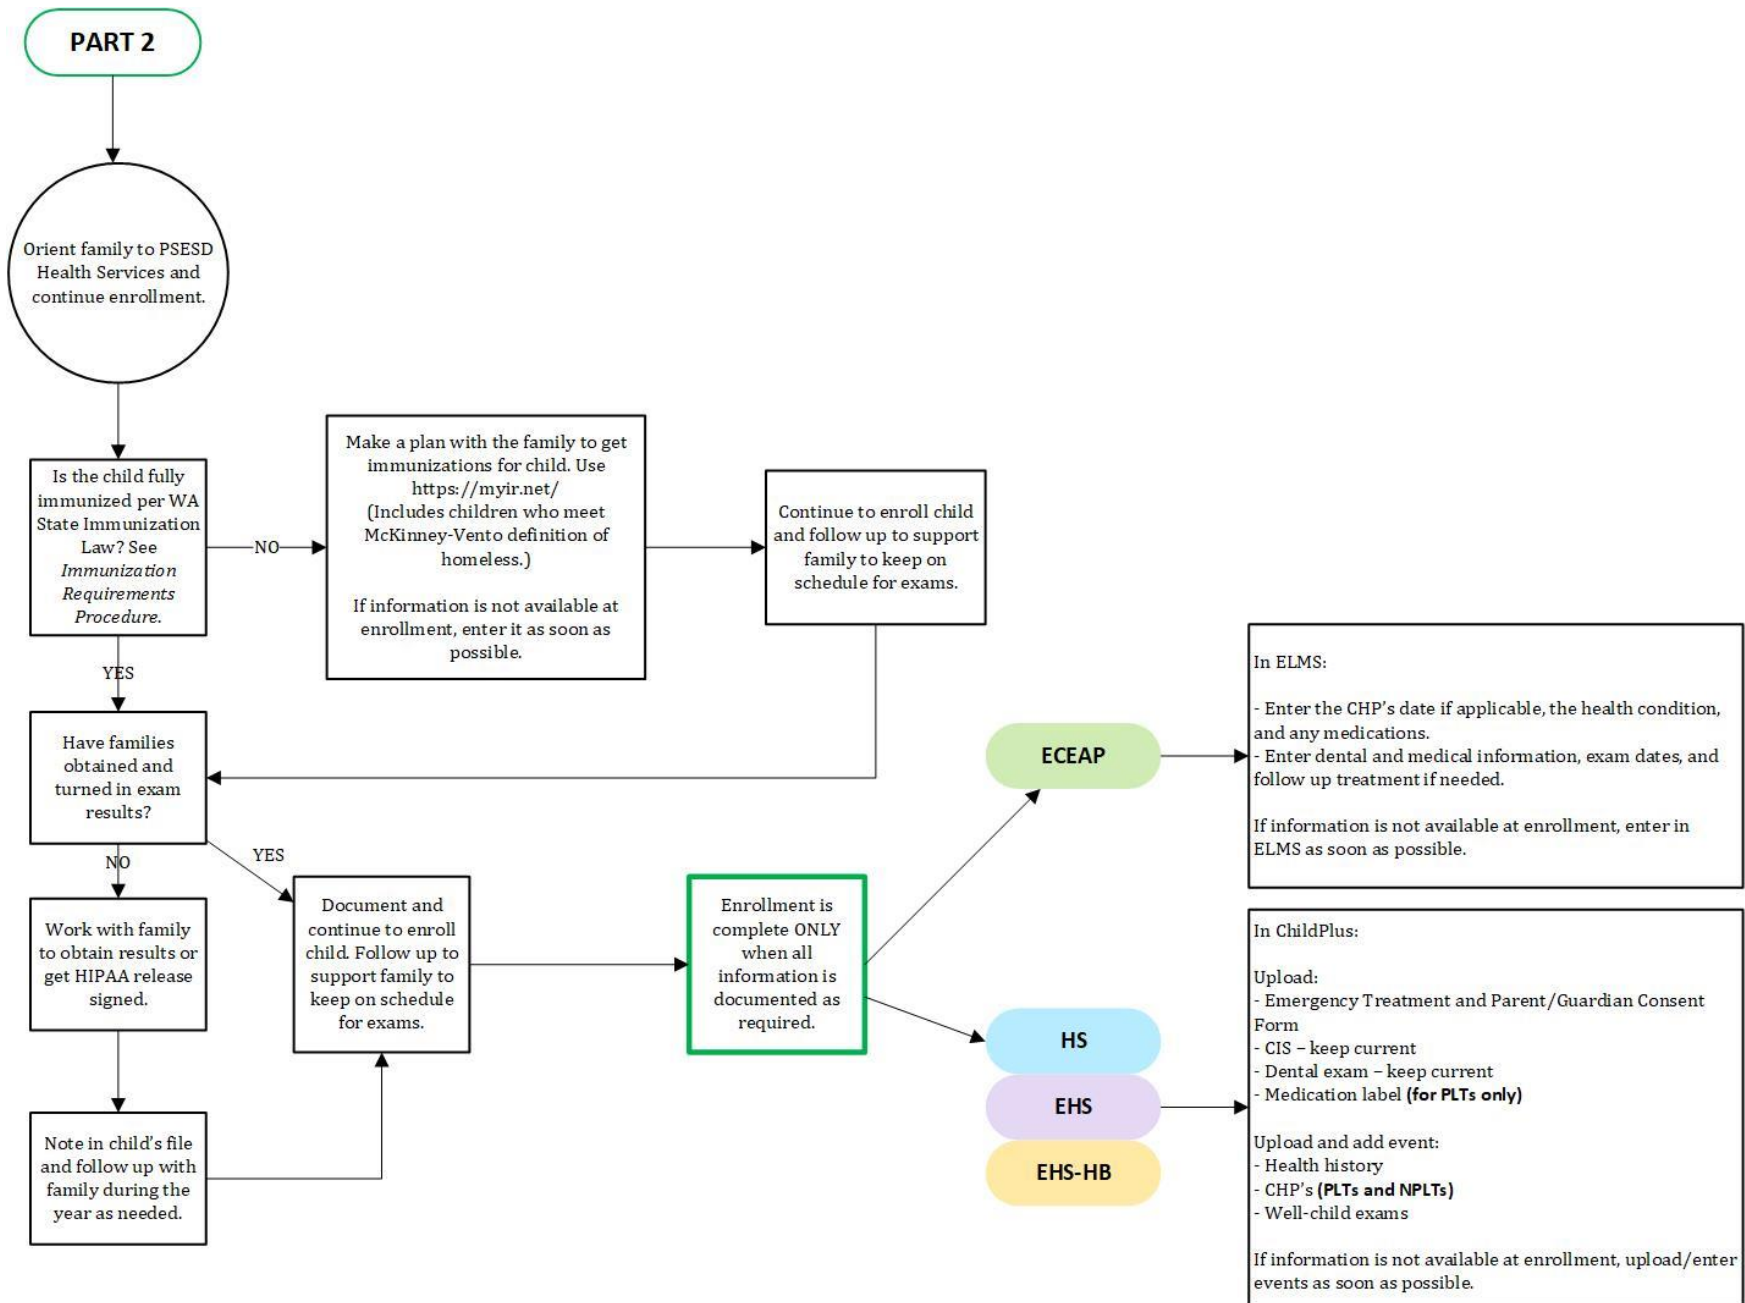 PART 2
Orient family to PSESD
Health Services and
continue enrollment.
Is the child fully
immunized per WA
State Immunization
Law? See
Immunization
Requirements
Procedure.
NO
Make a plan with the family to get
immunizations for child. Use
https://myir.net/
(Includes children who meet
McKinney-Vento definition of
homeless.)
If information is not available at
enrollment, enter it as soon as
possible.
Continue to enroll child
and follow up to support
family to keep on
schedule for exams.
YES
Have families
obtained and
turned in exam
results?
NO
YES
Work with family
to obtain results or
get HIPAA release
signed.
Note in child's file
and follow up with
family during the
year as needed.
Document and
continue to enroll
child. Follow up to
support family to
keep on schedule
for exams.
Enrollment is
complete ONLY
when all
information is
documented as
required.
ECEAP
In ELMS:
- Enter the CHP's date if applicable, the health condition,
and any medications.
- Enter dental and medical information, exam dates, and
follow up treatment if needed.
If information is not available at enrollment, enter in
ELMS as soon as possible.
HS
EHS
EHS-HB
In ChildPlus:
Upload:
- Emergency Treatment and Parent/Guardian Consent
Form
- CIS – keep current
- Dental exam – keep current
- Medication label (for PLTs only)
Upload and add event:
- Health history
- CHP's (PLTs and NPLTs)
- Well-child exams
If information is not available at enrollment, upload/enter
events as soon as possible.